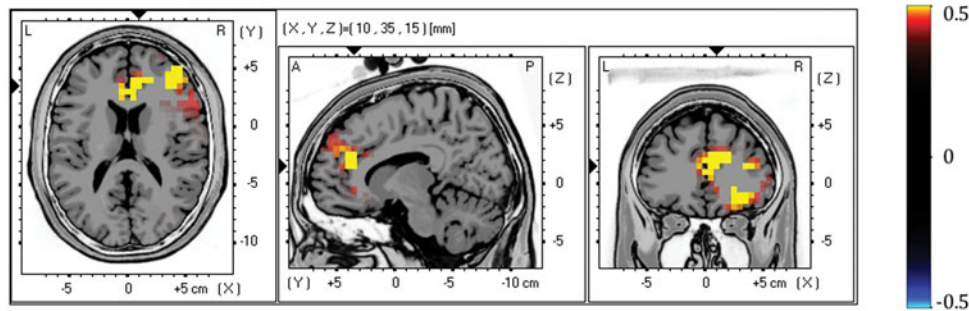 L R (Y)
+5
0
-5
-10
-5 0 +5 cm (X)
(X,Y,Z)=(10,35,15)[mm]
A P (Z)
+5
0
-5
(Y) 0 -5 -10 cm
L R (Z)
+5
0
-5
-5 0 +5 cm (X)
0.5
0
-0.5